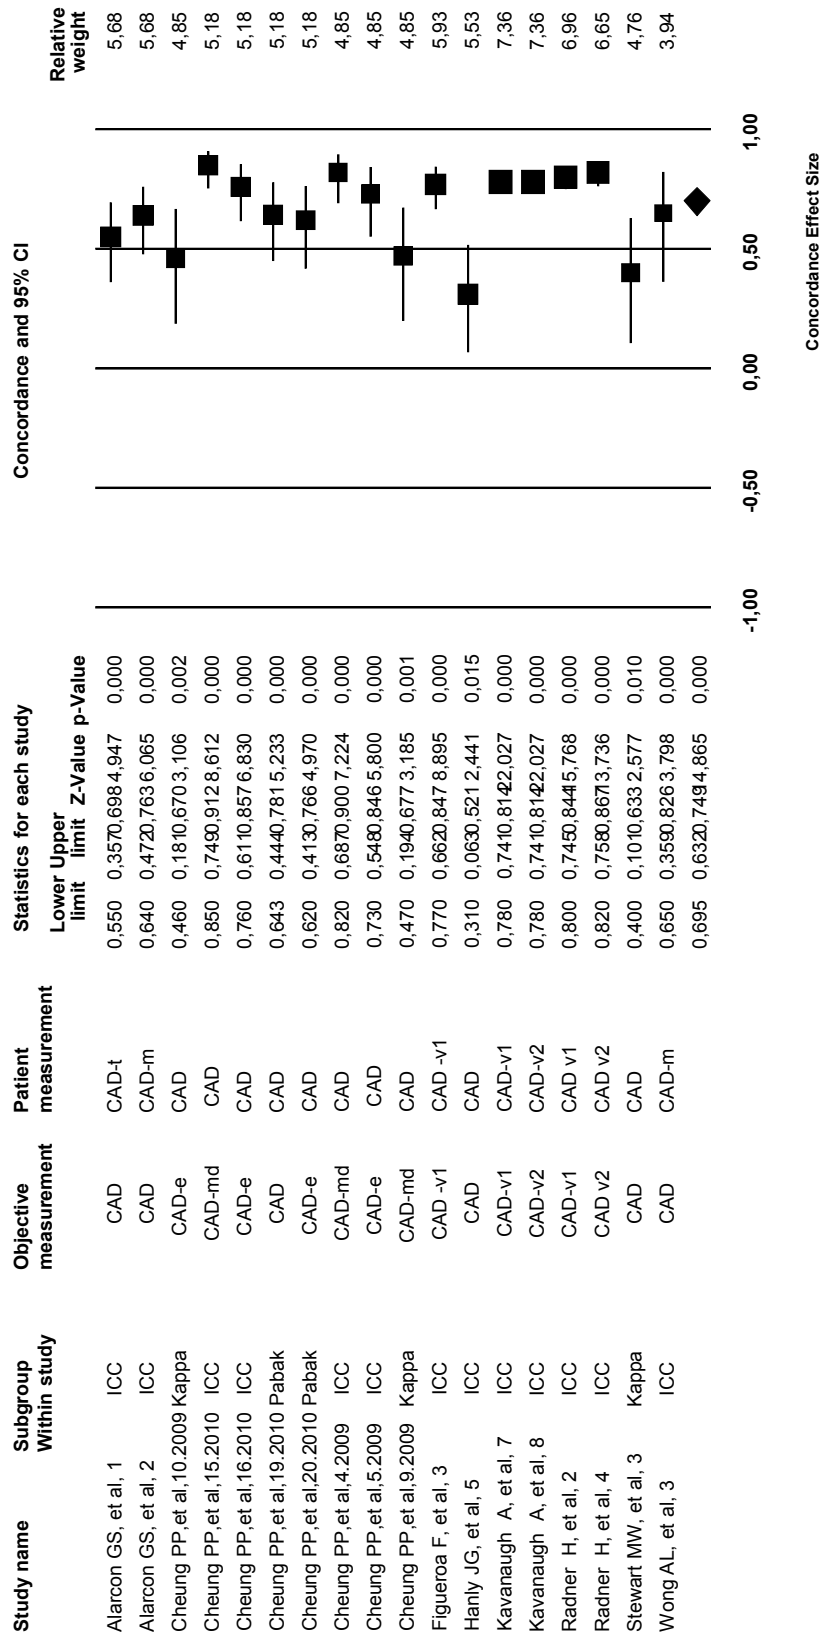 Study name Subgroup Within study Objective measurement Patient measurement Statistics for each study Concordance and 95% CI
Lower limit Upper limit Z-Value p-Value Relative weight
Alarcon GS, et al, 1 ICC CAD CAD-t 0,550 0,357 0,698 4,947 0,000 5,68
Alarcon GS, et al, 2 ICC CAD CAD-m 0,640 0,472 0,763 6,065 0,000 5,68
Cheung PP,et al,10.2009 Kappa CAD-e CAD 0,460 0,181 0,670 3,106 0,002 4,85
Cheung PP,et al,15.2010 ICC CAD-md CAD 0,850 0,749 0,912 8,612 0,000 5,18
Cheung PP,et al,16.2010 ICC CAD-e CAD 0,760 0,611 0,857 6,830 0,000 5,18
Cheung PP,et al,19.2010 Pabak CAD CAD 0,643 0,444 0,781 5,233 0,000 5,18
Cheung PP,et al,20.2010 Pabak CAD-e CAD 0,620 0,413 0,766 4,970 0,000 5,18
Cheung PP,et al,4.2009 ICC CAD-md CAD 0,820 0,687 0,900 7,224 0,000 4,85
Cheung PP,et al,5.2009 ICC CAD-e CAD 0,730 0,548 0,846 5,800 0,000 4,85
Cheung PP,et al,9.2009 Kappa CAD-md CAD 0,470 0,194 0,677 3,185 0,001 4,85
Figueroa F, et al, 3 ICC CAD -v1 CAD -v1 0,770 0,662 0,847 8,895 0,000 5,93
Hanly JG, et al, 5 ICC CAD CAD 0,310 0,063 0,521 2,441 0,015 5,53
Kavanaugh A, et al, 7 ICC CAD-v1 CAD-v1 0,780 0,741 0,814 22,027 0,000 7,36
Kavanaugh A, et al, 8 ICC CAD-v2 CAD-v2 0,780 0,741 0,814 22,027 0,000 7,36
Radner H, et al, 2 ICC CAD-v1 CAD v1 0,800 0,745 0,844 15,768 0,000 6,96
Radner H, et al, 4 ICC CAD v2 CAD v2 0,820 0,758 0,867 13,736 0,000 6,65
Stewart MW, et al, 3 Kappa CAD CAD 0,400 0,101 0,633 2,577 0,010 4,76
Wong AL, et al, 3 ICC CAD CAD-m 0,650 0,359 0,826 3,798 0,000 3,94
0,695 0,632 0,749 14,865 0,000
-1,00 -0,50 0,00 0,50 1,00
Concordance Effect Size